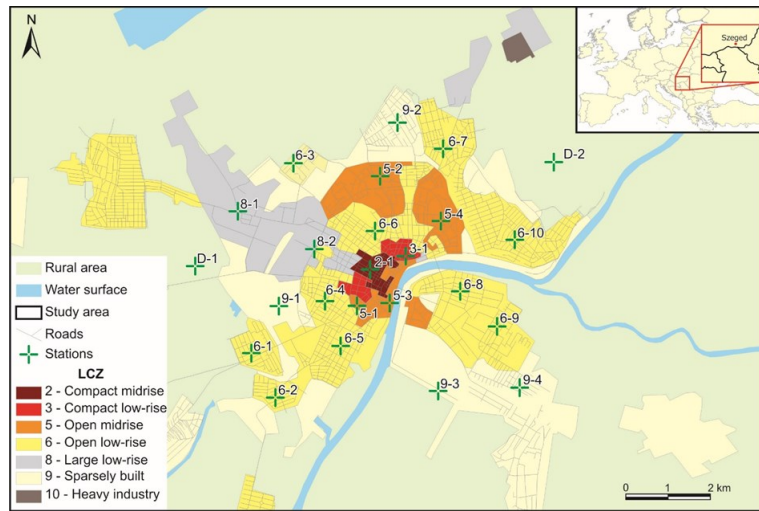 N
Szeged
9-2
6-7
6-3
D-2
5-2
8-1
5-4
6-6
6-10
8-2
3-1
D-1
2-1
6-8
6-4
5-3
9-1
5-1
6-9
6-5
6-1
6-2
9-3
9-4
Rural area
Water surface
Study area
Roads
Stations
LCZ
2 - Compact midrise
3 - Compact low-rise
5 - Open midrise
6 - Open low-rise
8 - Large low-rise
9 - Sparsely built
10 - Heavy industry
0 1 2 km